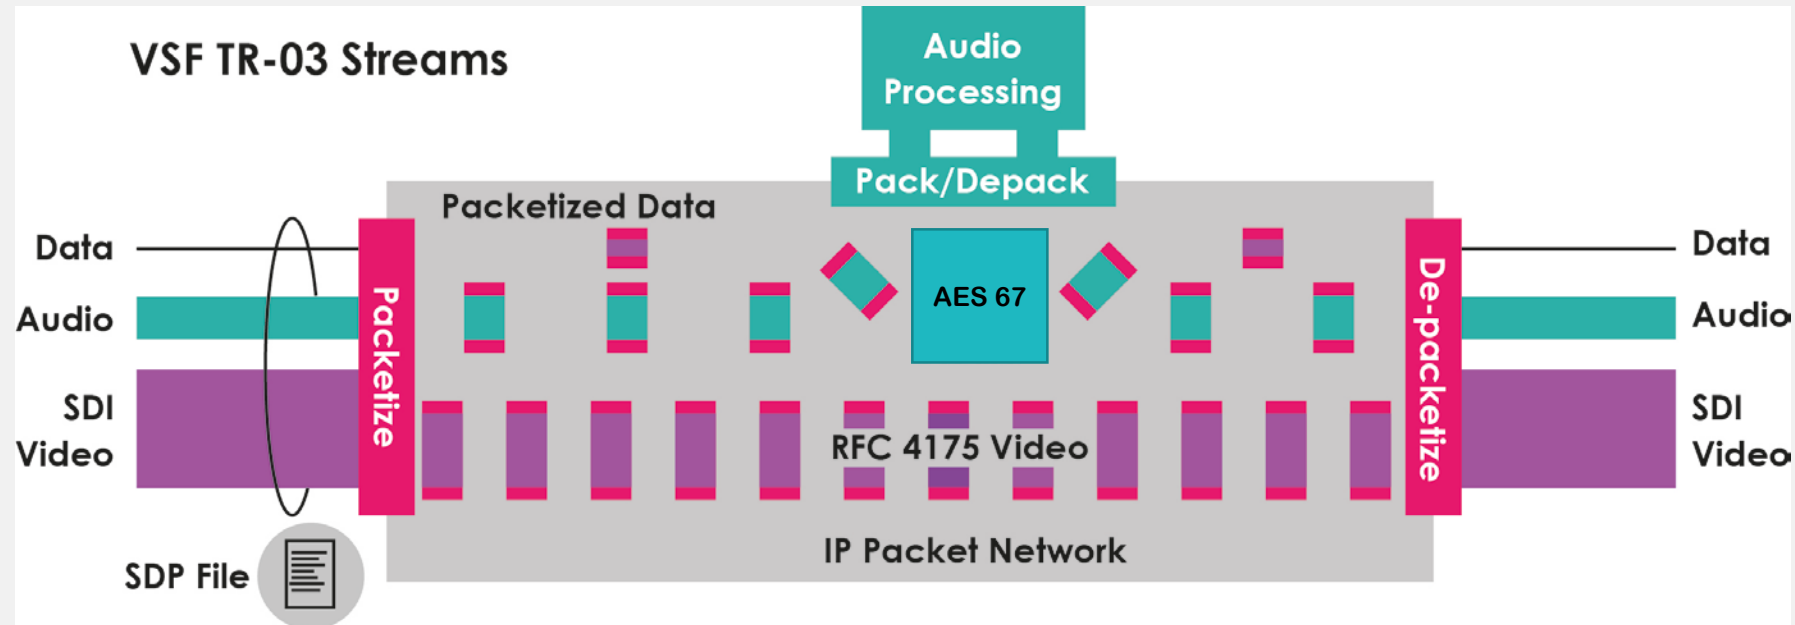 VSF TR-03 Streams
Audio
Processing
Pack/Depack
Packetized Data
Data
Audio
SDI
Video
Packetize
AES 67
RFC 4175 Video
IP Packet Network
De-packetize
Data
Audio
SDI
Video
SDP File